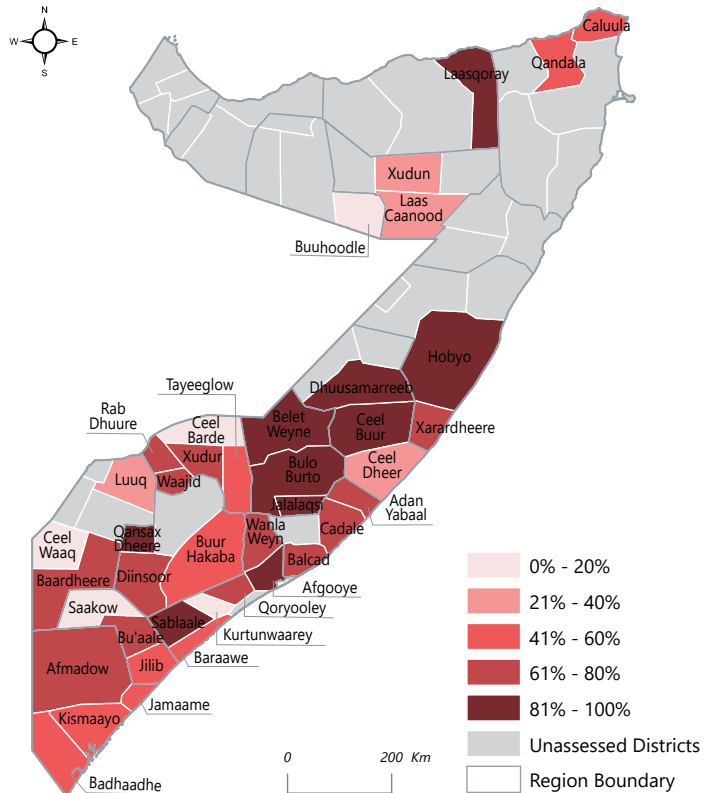 N
W E
S
Caluula
Qandala
Laasqoray
Xudun
Laas
Caanood
Buuhoodle
Hobyo
Dhuusamarreeb
Tayeeglow
Belet
Weyne
Ceel
Buur
Xarardheere
Rab
Dhuure
Ceel
Barde
Xudur
Bulo
Burto
Ceel
Dheer
Luuq
Waajid
Jalalaqsi
Adan
Yabaal
Qansax
Dheere
Wanla
Weyn
Cadale
Ceel
Waaq
Buur
Hakaba
Balcad
Baardheere
Diinsoor
Afgooye
Saakow
Qoryooley
Sablaale
Kurtunwaarey
Bu'aale
Baraawe
Afmadow
Jilib
Jamaame
Kismaayo
Badhaadhe
0% - 20%
21% - 40%
41% - 60%
61% - 80%
81% - 100%
Unassessed Districts
Region Boundary
0 200 Km